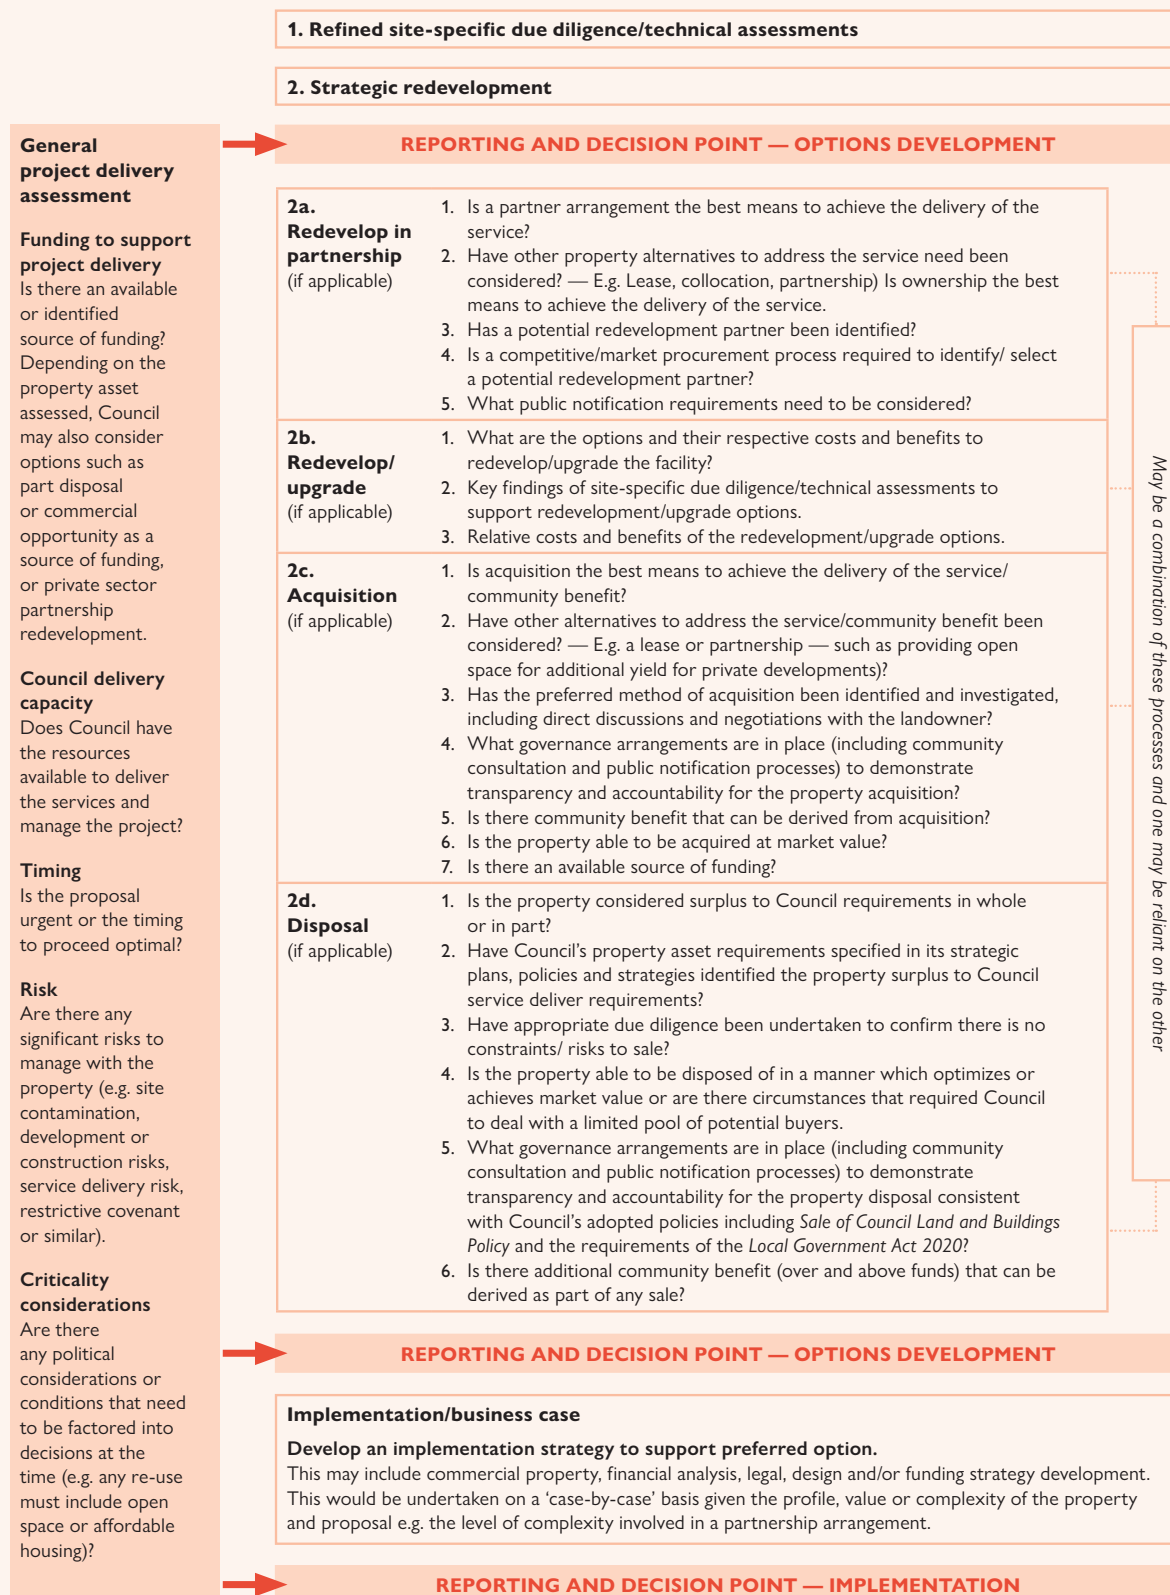 1. Refined site-specific due diligence/technical assessments
2. Strategic redevelopment
General
project delivery
assessment
Funding to support
project delivery
Is there an available
or identified
source of funding?
Depending on the
property asset
assessed, Council
may also consider
options such as
part disposal
or commercial
opportunity as a
source of funding,
or private sector
partnership
redevelopment.
Council delivery
capacity
Does Council have
the resources
available to deliver
the services and
manage the project?
Timing
Is the proposal
urgent or the timing
to proceed optimal?
Risk
Are there any
significant risks to
manage with the
property (e.g. site
contamination,
development or
construction risks,
service delivery risk,
restrictive covenant
or similar).
Criticality
considerations
Are there
any political
considerations or
conditions that need
to be factored into
decisions at the
time (e.g. any re-use
must include open
space or affordable
housing)?
REPORTING AND DECISION POINT — OPTIONS DEVELOPMENT
2a.
Redevelop in
partnership
(if applicable)
1. Is a partner arrangement the best means to achieve the delivery of the
service?
2. Have other property alternatives to address the service need been
considered? — E.g. Lease, collocation, partnership) Is ownership the best
means to achieve the delivery of the service.
3. Has a potential redevelopment partner been identified?
4. Is a competitive/market procurement process required to identify/ select
a potential redevelopment partner?
5. What public notification requirements need to be considered?
2b.
Redevelop/
upgrade
(if applicable)
1. What are the options and their respective costs and benefits to
redevelop/upgrade the facility?
2. Key findings of site-specific due diligence/technical assessments to
support redevelopment/upgrade options.
3. Relative costs and benefits of the redevelopment/upgrade options.
2c.
Acquisition
(if applicable)
1. Is acquisition the best means to achieve the delivery of the service/
community benefit?
2. Have other alternatives to address the service/community benefit been
considered? — E.g. a lease or partnership — such as providing open
space for additional yield for private developments)?
3. Has the preferred method of acquisition been identified and investigated,
including direct discussions and negotiations with the landowner?
4. What governance arrangements are in place (including community
consultation and public notification processes) to demonstrate
transparency and accountability for the property acquisition?
5. Is there community benefit that can be derived from acquisition?
6. Is the property able to be acquired at market value?
7. Is there an available source of funding?
2d.
Disposal
(if applicable)
1. Is the property considered surplus to Council requirements in whole
or in part?
2. Have Council’s property asset requirements specified in its strategic
plans, policies and strategies identified the property surplus to Council
service deliver requirements?
3. Have appropriate due diligence been undertaken to confirm there is no
constraints/ risks to sale?
4. Is the property able to be disposed of in a manner which optimizes or
achieves market value or are there circumstances that required Council
to deal with a limited pool of potential buyers.
5. What governance arrangements are in place (including community
consultation and public notification processes) to demonstrate
transparency and accountability for the property disposal consistent
with Council’s adopted policies including Sale of Council Land and Buildings
Policy and the requirements of the Local Government Act 2020?
6. Is there additional community benefit (over and above funds) that can be
derived as part of any sale?
May be a combination of these processes and one may be reliant on the other
REPORTING AND DECISION POINT — OPTIONS DEVELOPMENT
Implementation/business case
Develop an implementation strategy to support preferred option.
This may include commercial property, financial analysis, legal, design and/or funding strategy development.
This would be undertaken on a ‘case-by-case’ basis given the profile, value or complexity of the property
and proposal e.g. the level of complexity involved in a partnership arrangement.
REPORTING AND DECISION POINT — IMPLEMENTATION